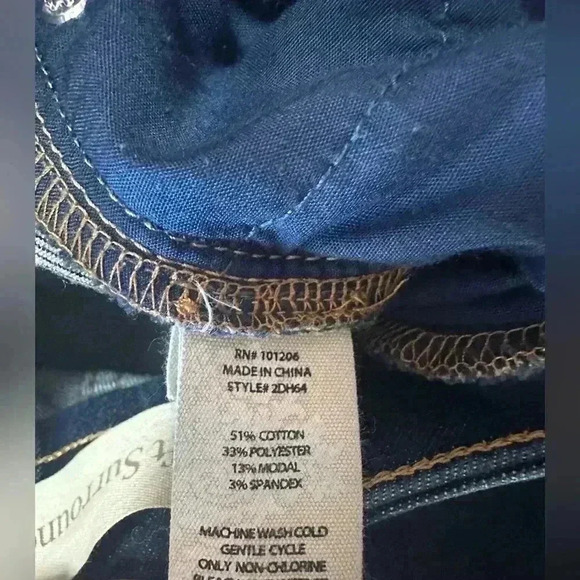 RN# 101206
MADE IN CHINA
STYLE# 2DH64
51% COTTON
33% POLYESTER
13% MODAL
3% SPANDEX
MACHINE WASH COLD
GENTLE CYCLE
ONLY NON-CHLORINE